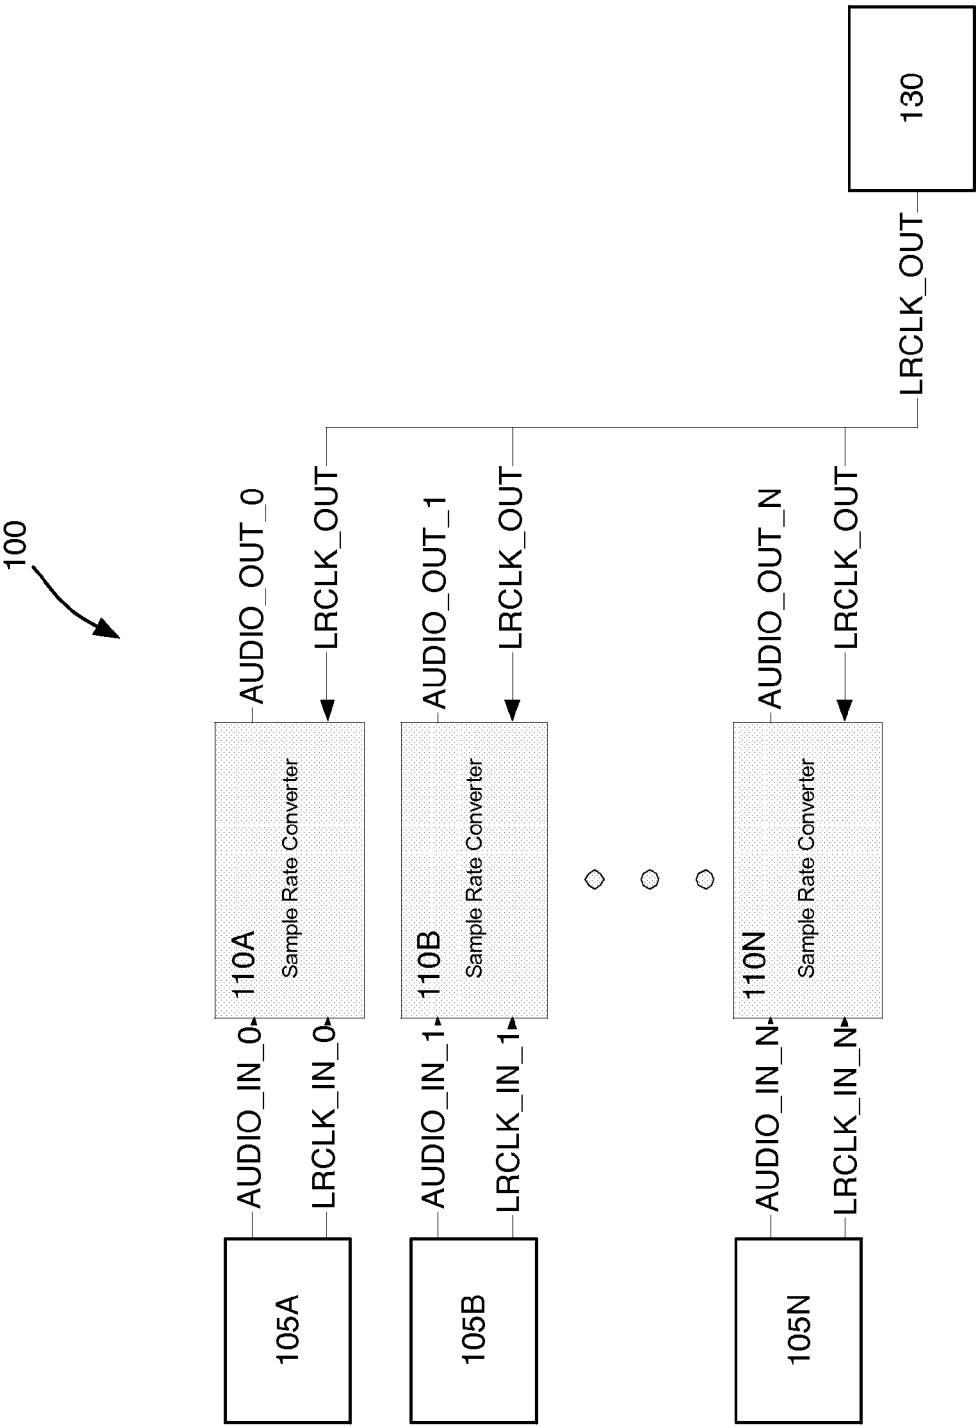 100
105A
AUDIO_IN_0
LRCLK_IN_0
110A
Sample Rate Converter
AUDIO_OUT_0
LRCLK_OUT
105B
AUDIO_IN_1
LRCLK_IN_1
110B
Sample Rate Converter
AUDIO_OUT_1
LRCLK_OUT
105N
AUDIO_IN_N
LRCLK_IN_N
110N
Sample Rate Converter
AUDIO_OUT_N
LRCLK_OUT
LRCLK_OUT
130